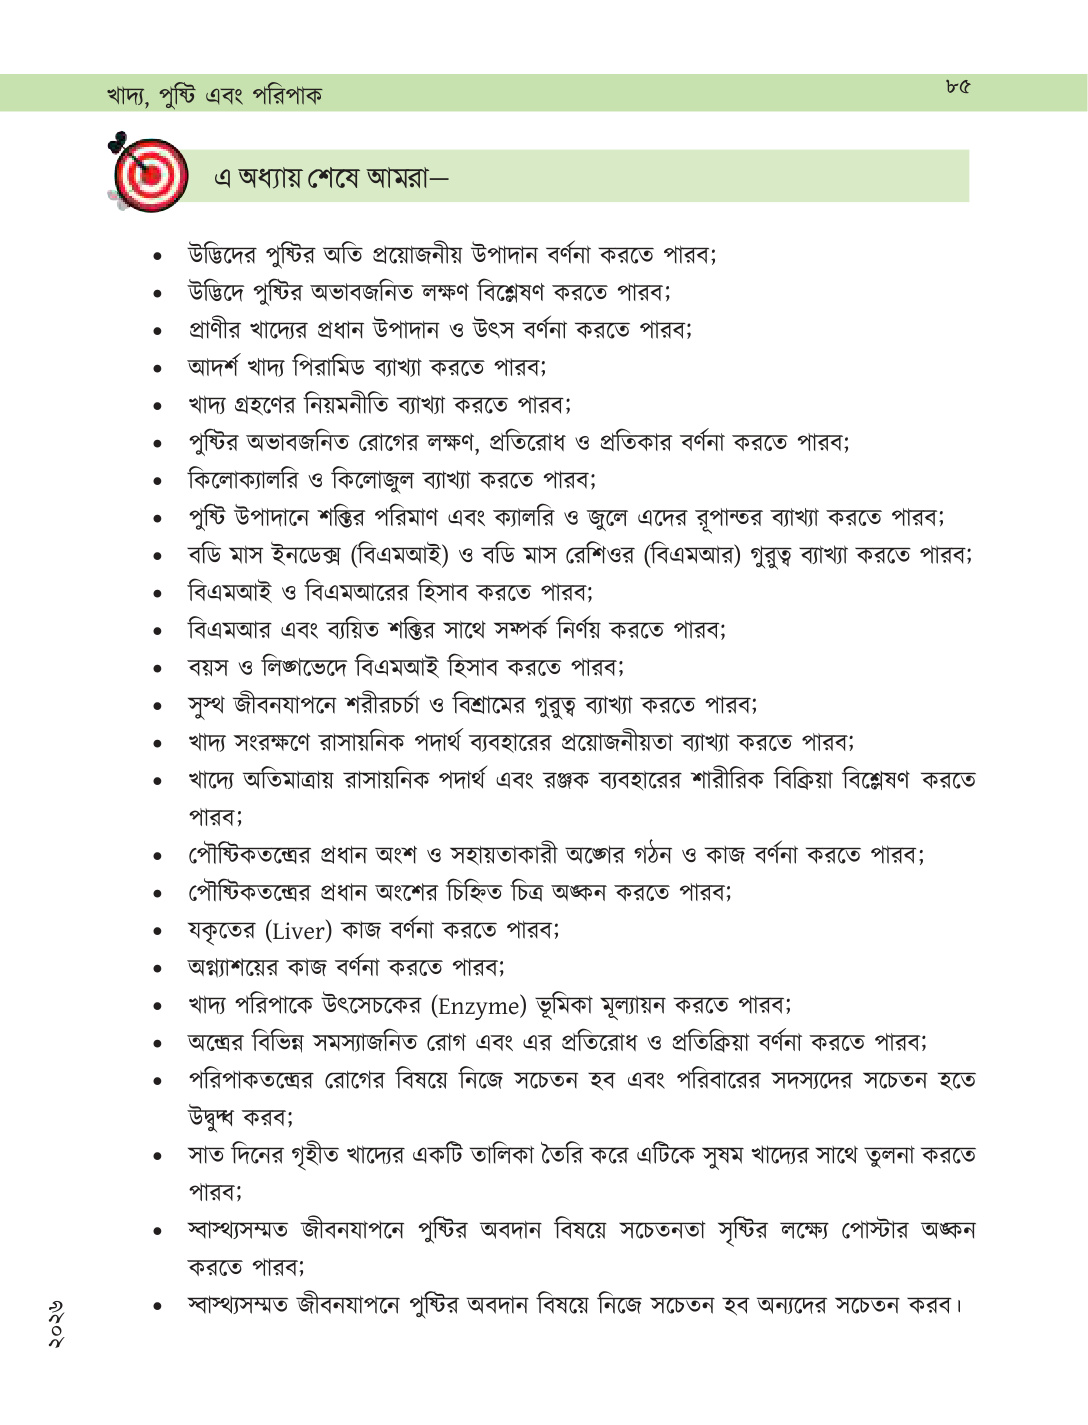 খাদ্য, পুষ্টি এবং পরিপাক
৮৫
এ অধ্যায় শেষে আমরা—
• উদ্ভিদের পুষ্টির অতি প্রয়োজনীয় উপাদান বর্ণনা করতে পারব;
• উদ্ভিদে পুষ্টির অভাবজনিত লক্ষণ বিশ্লেষণ করতে পারব;
• প্রাণীর খাদ্যের প্রধান উপাদান ও উৎস বর্ণনা করতে পারব;
• আদর্শ খাদ্য পিরামিড ব্যাখ্যা করতে পারব;
• খাদ্য গ্রহণের নিয়মনীতি ব্যাখ্যা করতে পারব;
• পুষ্টির অভাবজনিত রোগের লক্ষণ, প্রতিরোধ ও প্রতিকার বর্ণনা করতে পারব;
• কিলোক্যালরি ও কিলোজুল ব্যাখ্যা করতে পারব;
• পুষ্টি উপাদানে শক্তির পরিমাণ এবং ক্যালরি ও জুলে এদের রূপান্তর ব্যাখ্যা করতে পারব;
• বডি মাস ইনডেক্স (বিএমআই) ও বডি মাস রেশিওর (বিএমআর) গুরুত্ব ব্যাখ্যা করতে পারব;
• বিএমআই ও বিএমআরের হিসাব করতে পারব;
• বিএমআর এবং ব্যয়িত শক্তির সাথে সম্পর্ক নির্ণয় করতে পারব;
• বয়স ও লিঙ্গভেদে বিএমআই হিসাব করতে পারব;
• সুস্থ জীবনযাপনে শরীরচর্চা ও বিশ্রামের গুরুত্ব ব্যাখ্যা করতে পারব;
• খাদ্য সংরক্ষণে রাসায়নিক পদার্থ ব্যবহারের প্রয়োজনীয়তা ব্যাখ্যা করতে পারব;
• খাদ্যে অতিমাত্রায় রাসায়নিক পদার্থ এবং রঞ্জক ব্যবহারের শারীরিক বিক্রিয়া বিশ্লেষণ করতে
পারব;
• পৌষ্টিকতন্ত্রের প্রধান অংশ ও সহায়তাকারী অঙ্গের গঠন ও কাজ বর্ণনা করতে পারব;
• পৌষ্টিকতন্ত্রের প্রধান অংশের চিহ্নিত চিত্র অঙ্কন করতে পারব;
• যকৃতের (Liver) কাজ বর্ণনা করতে পারব;
• অগ্ন্যাশয়ের কাজ বর্ণনা করতে পারব;
• খাদ্য পরিপাকে উৎসেচকের (Enzyme) ভূমিকা মূল্যায়ন করতে পারব;
• অন্ত্রের বিভিন্ন সমস্যাজনিত রোগ এবং এর প্রতিরোধ ও প্রতিক্রিয়া বর্ণনা করতে পারব;
• পরিপাকতন্ত্রের রোগের বিষয়ে নিজে সচেতন হব এবং পরিবারের সদস্যদের সচেতন হতে
উদ্বুদ্ধ করব;
• সাত দিনের গৃহীত খাদ্যের একটি তালিকা তৈরি করে এটিকে সুষম খাদ্যের সাথে তুলনা করতে
পারব;
• স্বাস্থ্যসম্মত জীবনযাপনে পুষ্টির অবদান বিষয়ে সচেতনতা সৃষ্টির লক্ষ্যে পোস্টার অঙ্কন
করতে পারব;
• স্বাস্থ্যসম্মত জীবনযাপনে পুষ্টির অবদান বিষয়ে নিজে সচেতন হব অন্যদের সচেতন করব।
২০২৬